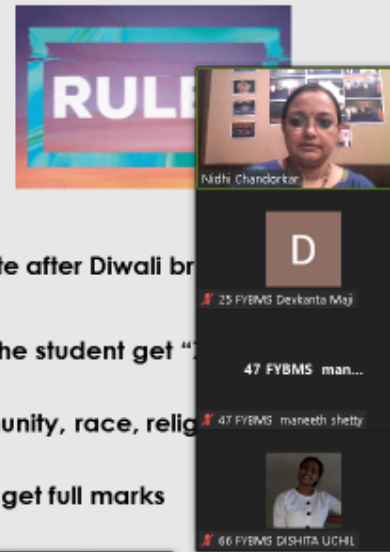 RULE
Nidhi Chandorkar
D
te after Diwali br
25 FYBMS Devkanta Maji
he student get "
47 FYBMS man...
unity, race, relig
47 FYBMS maneeth shetty
get full marks
66 FYBMS DISHITA UCHIL